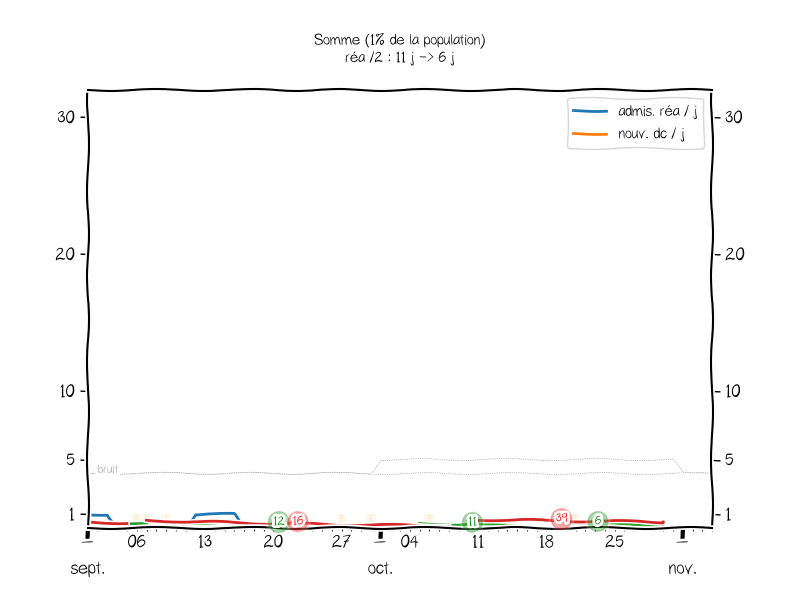 Somme (1% de la population)
réa /2 : 11 j -> 6 j
admis. réa / j
nouv. dc / j
30 30
20 20
10 10
5 5
bruit
1 1
12 16 11 39 6
06 13 20 27 04 11 18 25
sept. oct. nov.